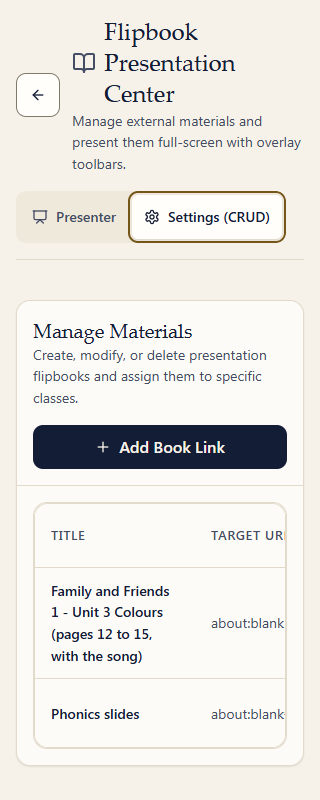 Flipbook
Presentation
Center
Manage external materials and
present them full-screen with overlay
toolbars.
Presenter
Settings (CRUD)
Manage Materials
Create, modify, or delete presentation
flipbooks and assign them to specific
classes.
Add Book Link
TITLE
TARGET URL
Family and Friends
1 - Unit 3 Colours
(pages 12 to 15,
with the song)
about:blank
Phonics slides
about:blank